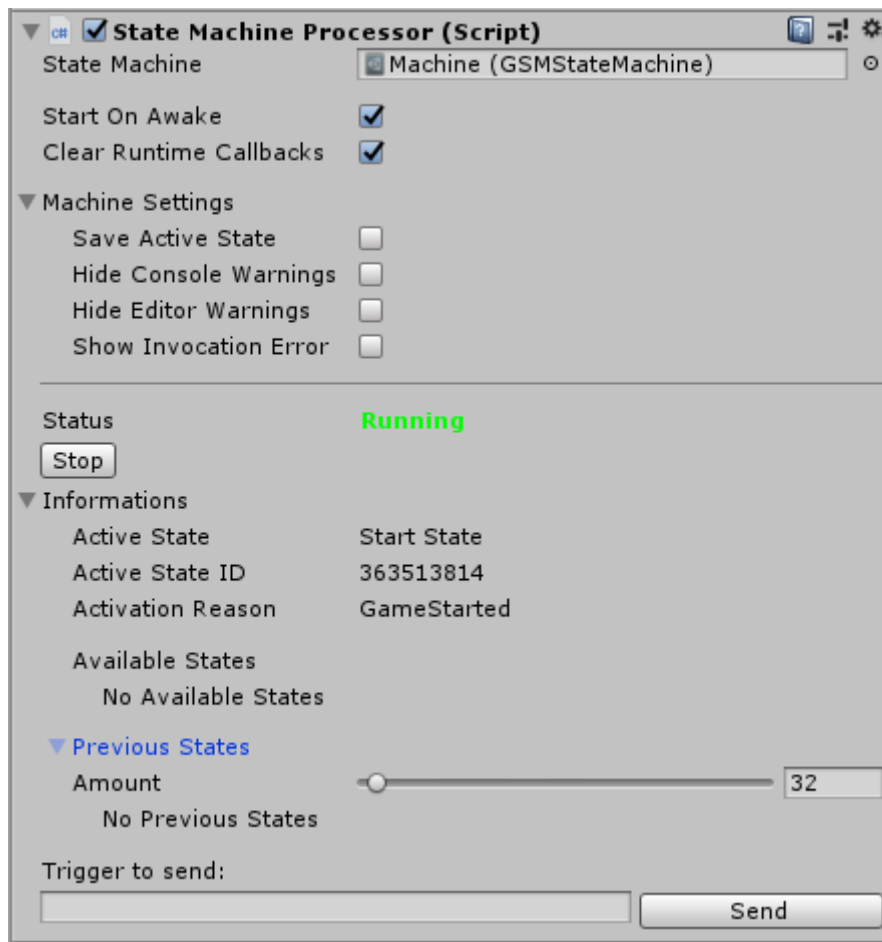 c# State Machine Processor (Script)
State Machine Machine (GSMStateMachine)
Start On Awake
Clear Runtime Callbacks
Machine Settings
Save Active State
Hide Console Warnings
Hide Editor Warnings
Show Invocation Error
Status Running
Stop
Informations
Active State Start State
Active State ID 363513814
Activation Reason GameStarted
Available States
No Available States
Previous States
Amount 32
No Previous States
Trigger to send:
Send